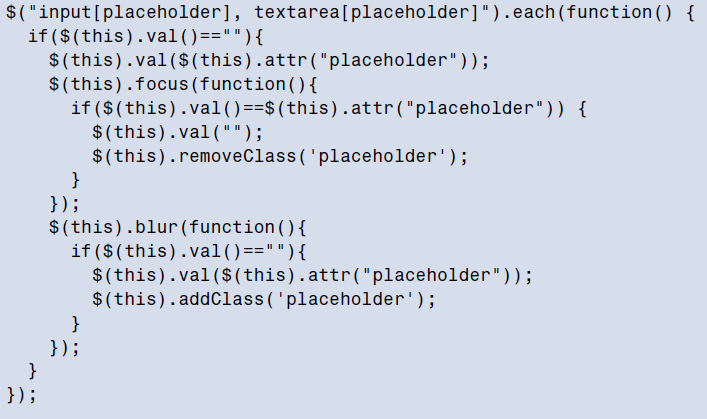 $("input[placeholder], textarea[placeholder]").each(function() {
  if($(this).val()==""){
    $(this).val($(this).attr("placeholder"));
    $(this).focus(function(){
      if($(this).val()==$(this).attr("placeholder")) {
        $(this).val("");
        $(this).removeClass('placeholder');
      }
    });
    $(this).blur(function(){
      if($(this).val()==""){
        $(this).val($(this).attr("placeholder"));
        $(this).addClass('placeholder');
      }
    });
  }
});